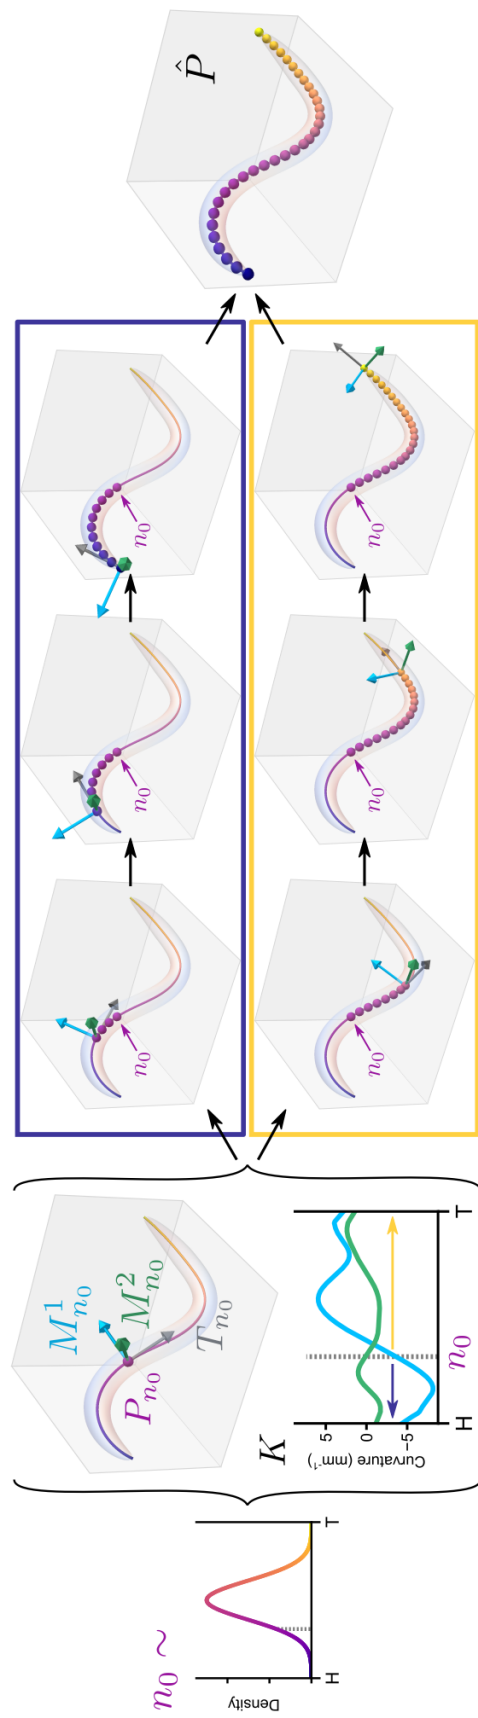 n₀ ∼
Density
H
T
M¹ₙ₀
M²ₙ₀
Pₙ₀
Tₙ₀
K
Curvature (mm⁻¹)
5
0
−5
H
n₀
T
n₀
n₀
n₀
n₀
n₀
n₀
P̂